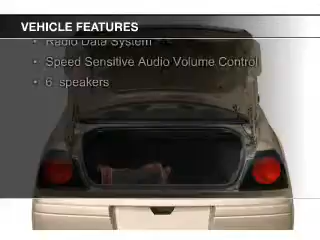 VEHICLE FEATURES
• Radio Data System
• Speed Sensitive Audio Volume Control
• 6 speakers